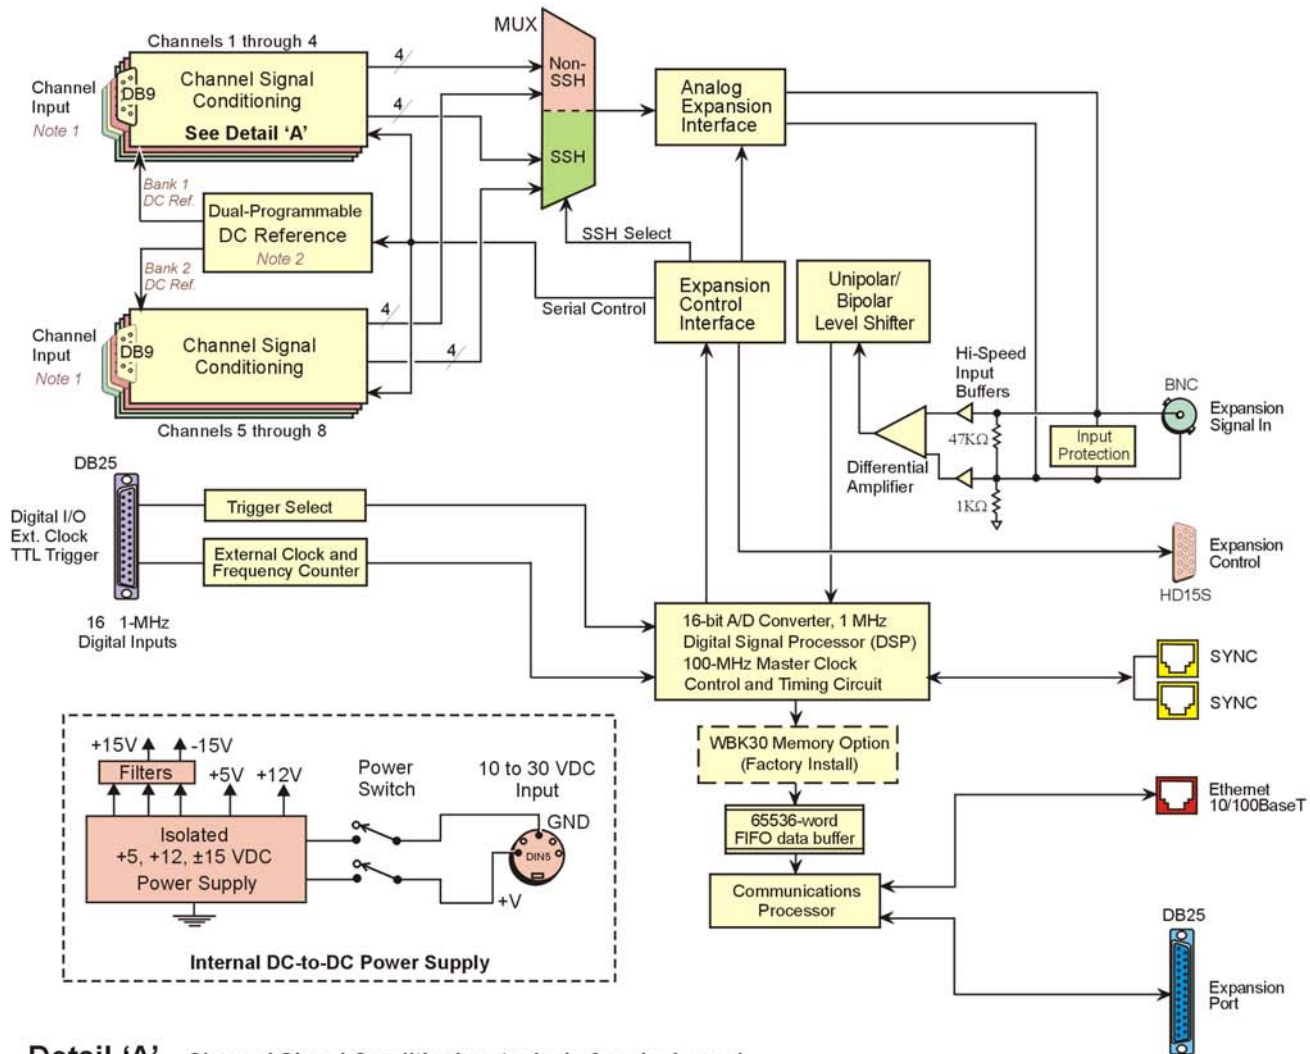 Channels 1 through 4
Channel
Input
Note 1
DB9
Channel Signal
Conditioning
See Detail ‘A’
4
4
MUX
Non-
SSH
SSH
Analog
Expansion
Interface
Bank 1
DC Ref.
Dual-Programmable
DC Reference
Note 2
Bank 2
DC Ref.
SSH Select
Serial Control
Expansion
Control
Interface
Unipolar/
Bipolar
Level Shifter
Channel
Input
Note 1
DB9
Channel Signal
Conditioning
4
4
Channels 5 through 8
Hi-Speed
Input
Buffers
47KΩ
1KΩ
Differential
Amplifier
Input
Protection
BNC
Expansion
Signal In
DB25
Digital I/O
Ext. Clock
TTL Trigger
16 1-MHz
Digital Inputs
Trigger Select
External Clock and
Frequency Counter
Expansion
Control
HD15S
16-bit A/D Converter, 1 MHz
Digital Signal Processor (DSP)
100-MHz Master Clock
Control and Timing Circuit
SYNC
SYNC
WBK30 Memory Option
(Factory Install)
65536-word
FIFO data buffer
Communications
Processor
Ethernet
10/100BaseT
DB25
Expansion
Port
+15V
-15V
Filters
+5V
+12V
Power
Switch
10 to 30 VDC
Input
GND
DIN5
+V
Isolated
+5, +12, ±15 VDC
Power Supply
Internal DC-to-DC Power Supply